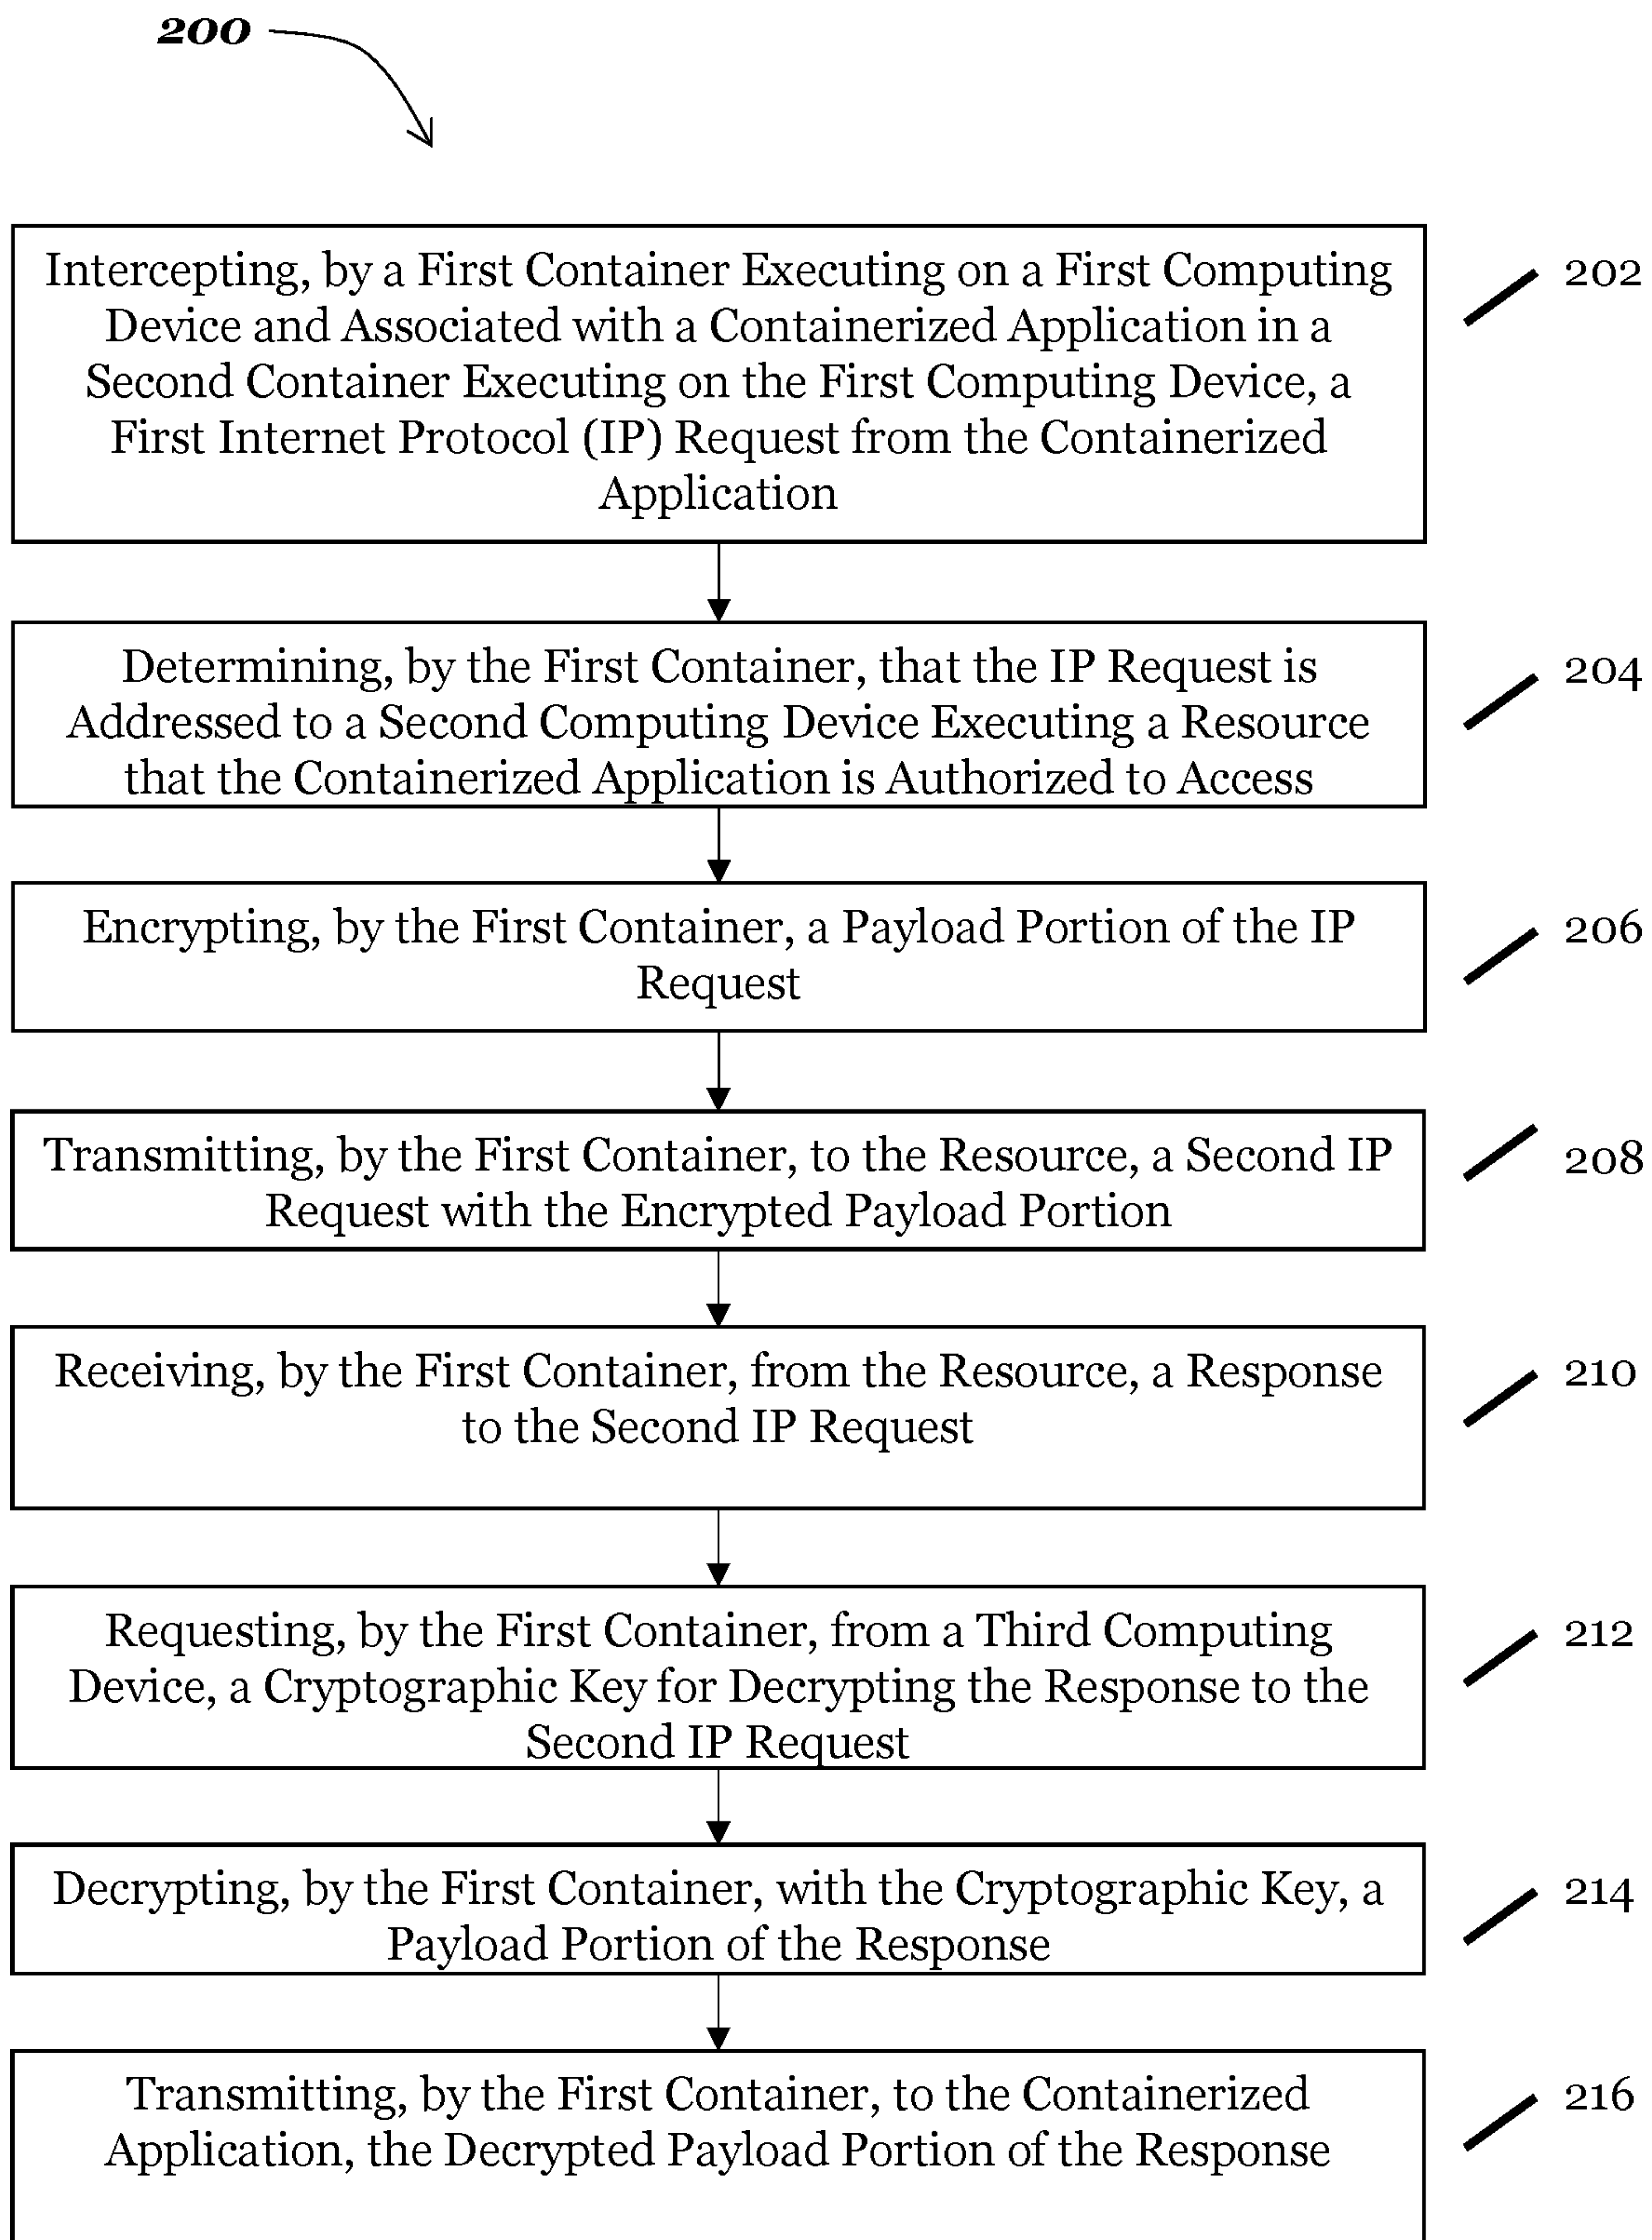 200
Intercepting, by a First Container Executing on a First Computing
Device and Associated with a Containerized Application in a
Second Container Executing on the First Computing Device, a
First Internet Protocol (IP) Request from the Containerized
Application
202
Determining, by the First Container, that the IP Request is
Addressed to a Second Computing Device Executing a Resource
that the Containerized Application is Authorized to Access
204
Encrypting, by the First Container, a Payload Portion of the IP
Request
206
Transmitting, by the First Container, to the Resource, a Second IP
Request with the Encrypted Payload Portion
208
Receiving, by the First Container, from the Resource, a Response
to the Second IP Request
210
Requesting, by the First Container, from a Third Computing
Device, a Cryptographic Key for Decrypting the Response to the
Second IP Request
212
Decrypting, by the First Container, with the Cryptographic Key, a
Payload Portion of the Response
214
Transmitting, by the First Container, to the Containerized
Application, the Decrypted Payload Portion of the Response
216